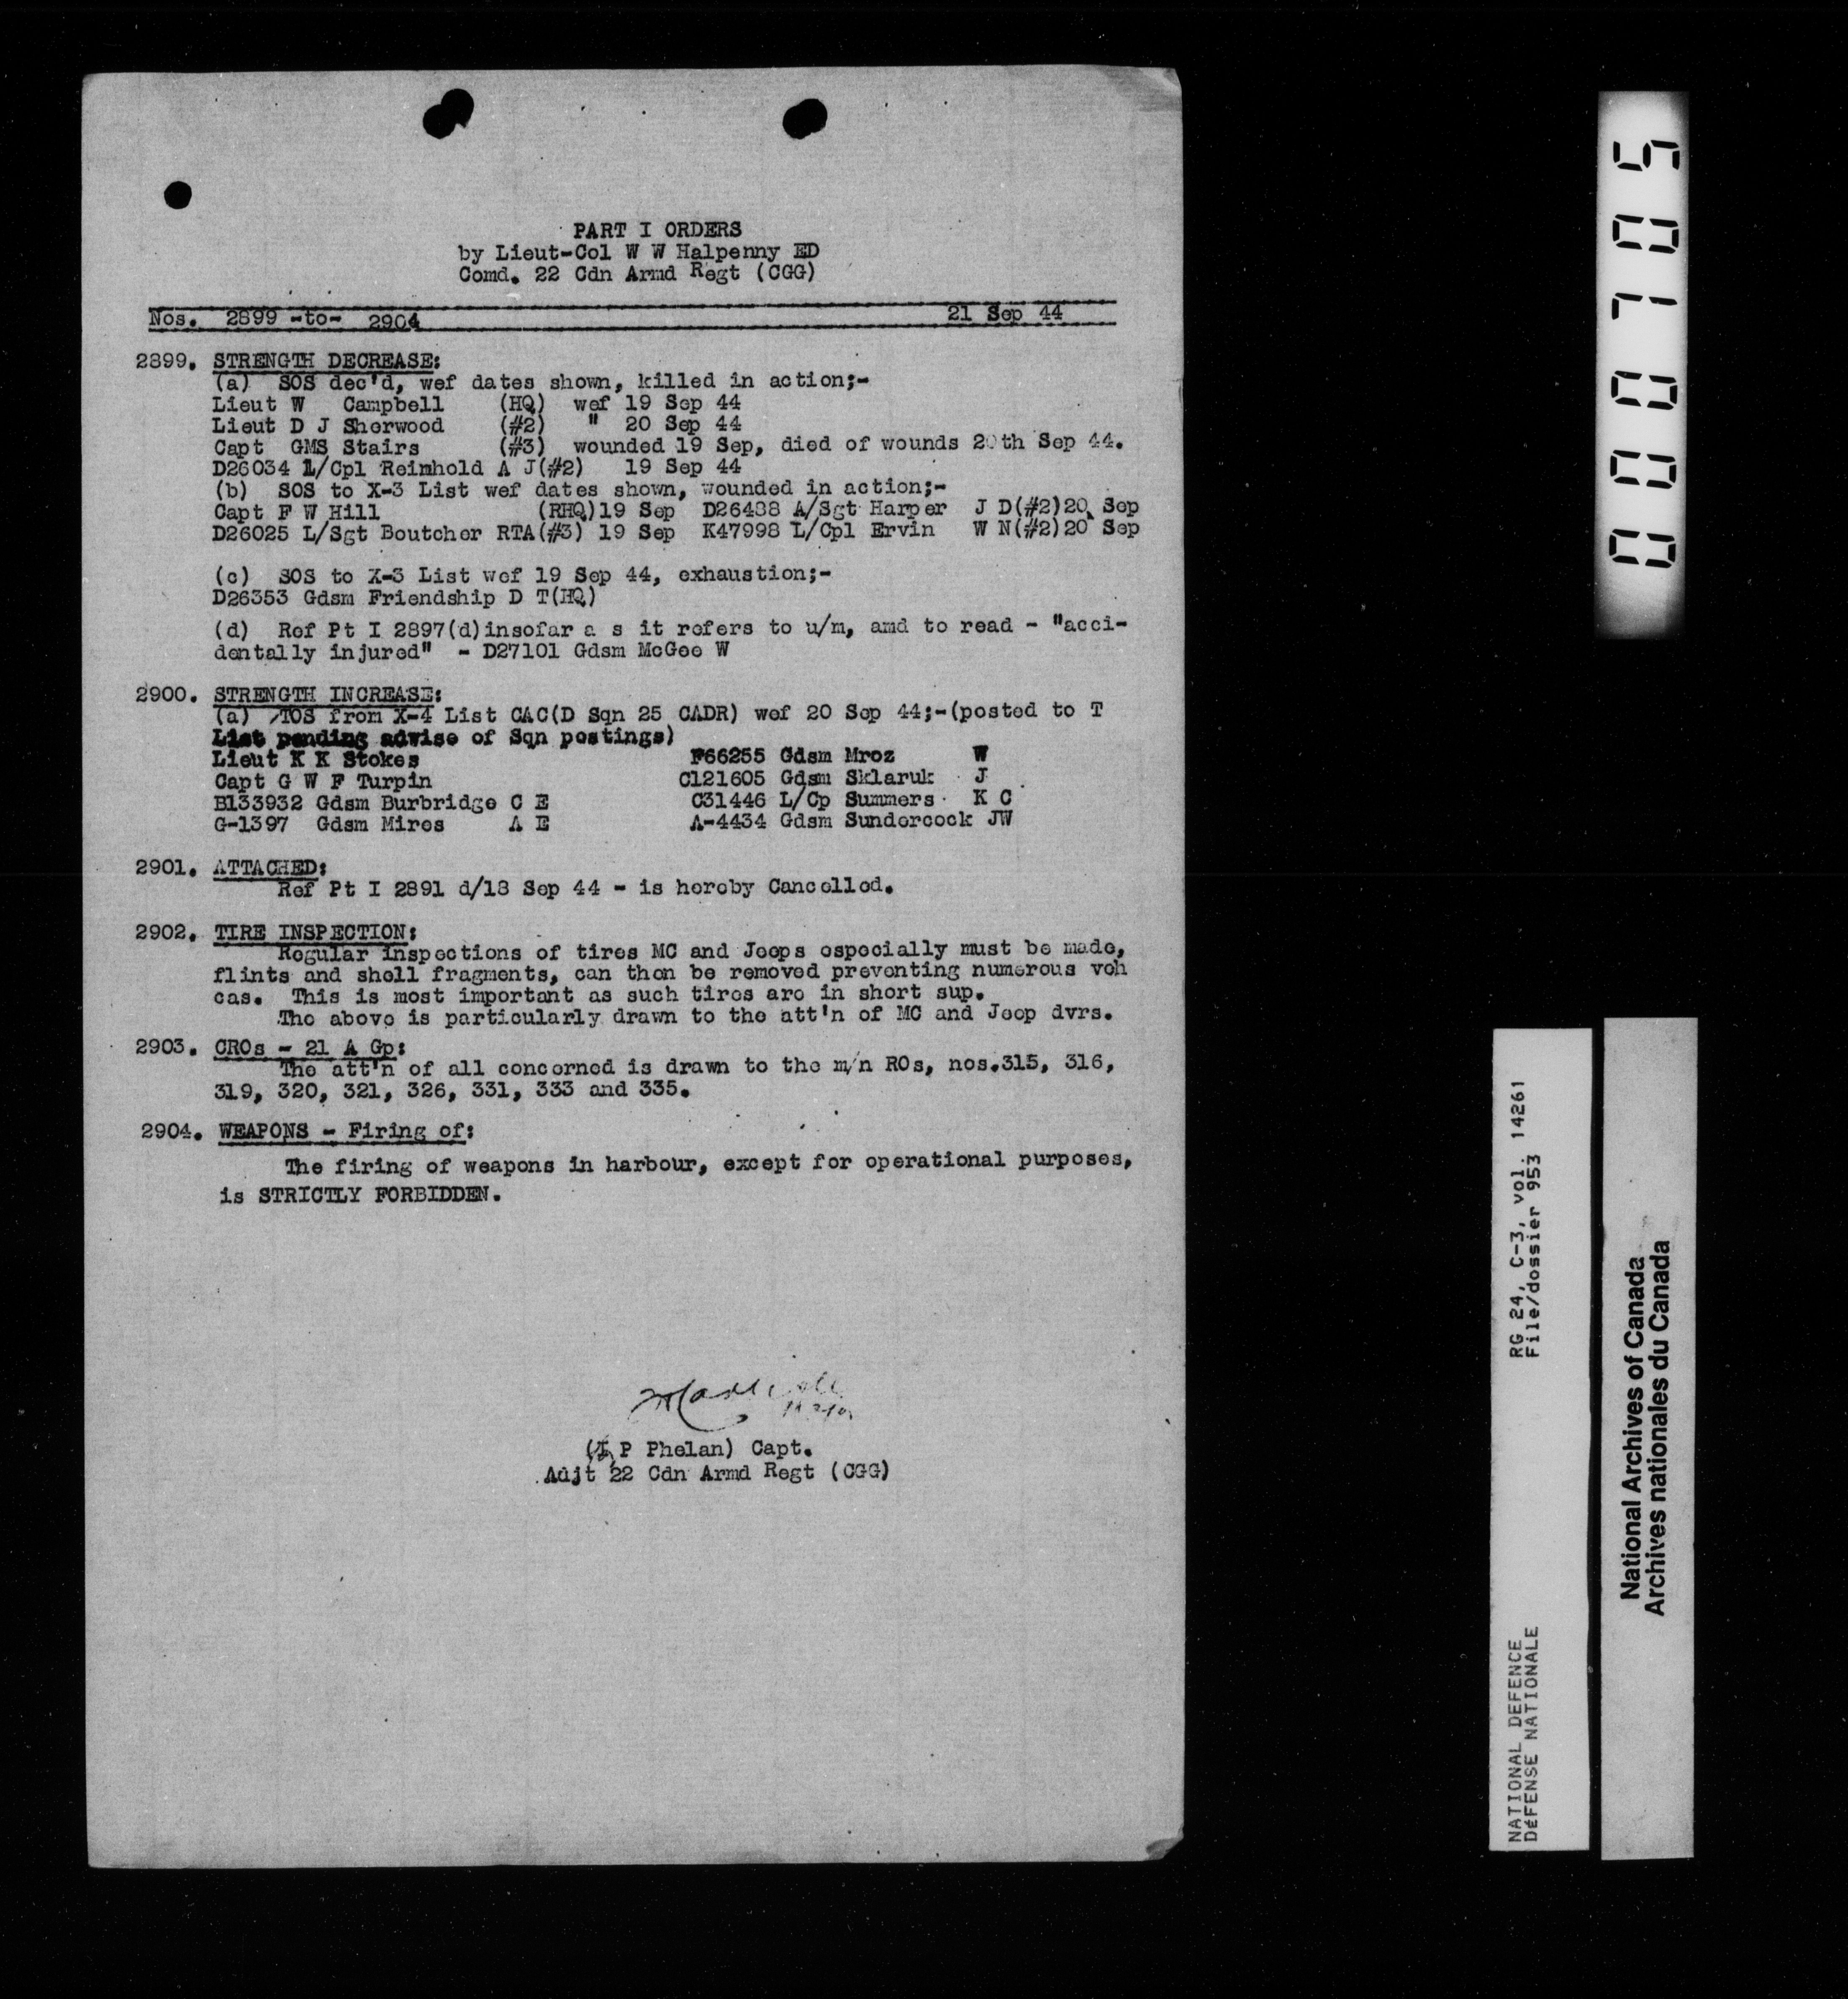 PART I ORDERS
by Lieut-Col W W Halpenny ED
Comd. 22 Cdn Armd Regt (CGG)
Nos. 2899 -to- 2904 21 Sep 44
2899. STRENGTH DECREASE:
(a) SOS dec'd, wef dates shown, killed in action;-
Lieut W Campbell (HQ) wef 19 Sep 44
Lieut D J Sherwood (#2) " 20 Sep 44
Capt GMS Stairs (#3) wounded 19 Sep, died of wounds 20th Sep 44.
D26034 L/Cpl Reimhold A J(#2) 19 Sep 44
(b) SOS to X-3 List wef dates shown, wounded in action;-
Capt F W Hill (RHQ)19 Sep D26488 A/Sgt Harper J D(#2)20 Sep
D26025 L/Sgt Boutcher RTA(#3) 19 Sep K47998 L/Cpl Ervin W N(#2)20 Sep
(c) SOS to X-3 List wef 19 Sep 44, exhaustion;-
D26353 Gdsm Friendship D T(HQ)
(d) Ref Pt I 2897(d)insofar a s it refers to u/m, amd to read - "acci-
dentally injured" - D27101 Gdsm McGee W
2900. STRENGTH INCREASE:
(a) TOS from X-4 List CAC(D Sqn 25 CADR) wef 20 Sep 44;-(posted to T
List pending advise of Sqn postings)
Lieut K K Stokes F66255 Gdsm Mroz W
Capt G W F Turpin C121605 Gdsm Sklaruk J
B133932 Gdsm Burbridge C E C31446 L/Cp Summers K C
G-1397 Gdsm Mires A E A-4434 Gdsm Sundercock JW
2901. ATTACHED:
Ref Pt I 2891 d/18 Sep 44 - is hereby Cancelled.
2902. TIRE INSPECTION:
Regular inspections of tires MC and Jeeps especially must be made,
flints and shell fragments, can then be removed preventing numerous veh
cas. This is most important as such tires are in short sup.
The above is particularly drawn to the att'n of MC and Jeep dvrs.
2903. CROs - 21 A Gp:
The att'n of all concerned is drawn to the m/n ROs, nos.315, 316,
319, 320, 321, 326, 331, 333 and 335.
2904. WEAPONS - Firing of:
The firing of weapons in harbour, except for operational purposes,
is STRICTLY FORBIDDEN.
Major
P Phelan) Capt.
Adjt 22 Cdn Armd Regt (CGG)
000705
RG 24, C-3, vol. 14261
File/dossier 953
NATIONAL DEFENCE
DÉFENSE NATIONALE
National Archives of Canada
Archives nationales du Canada